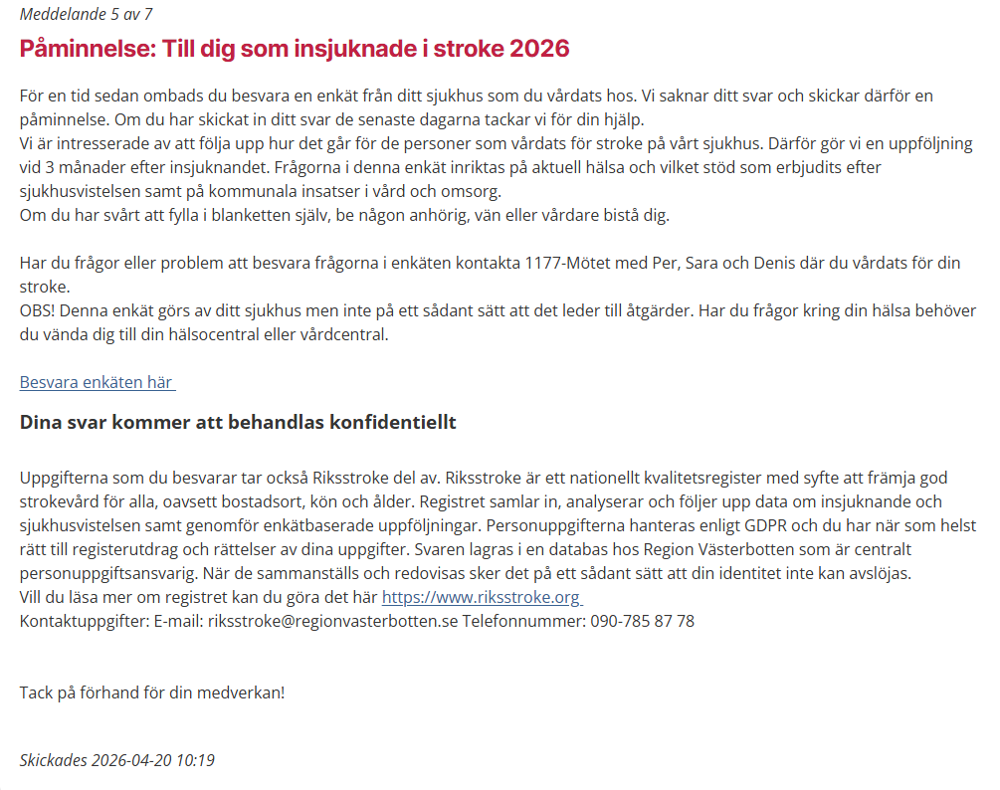 Meddelande 5 av 7
Påminnelse: Till dig som insjuknade i stroke 2026
För en tid sedan ombads du besvara en enkät från ditt sjukhus som du vårdats hos. Vi saknar ditt svar och skickar därför en
påminnelse. Om du har skickat in ditt svar de senaste dagarna tackar vi för din hjälp.
Vi är intresserade av att följa upp hur det går för de personer som vårdats för stroke på vårt sjukhus. Därför gör vi en uppföljning
vid 3 månader efter insjuknandet. Frågorna i denna enkät inriktas på aktuell hälsa och vilket stöd som erbjudits efter
sjukhusvistelsen samt på kommunala insatser i vård och omsorg.
Om du har svårt att fylla i blanketten själv, be någon anhörig, vän eller vårdare bistå dig.
Har du frågor eller problem att besvara frågorna i enkäten kontakta 1177-Mötet med Per, Sara och Denis där du vårdats för din
stroke.
OBS! Denna enkät görs av ditt sjukhus men inte på ett sådant sätt att det leder till åtgärder. Har du frågor kring din hälsa behöver
du vända dig till din hälsocentral eller vårdcentral.
Besvara enkäten här
Dina svar kommer att behandlas konfidentiellt
Uppgifterna som du besvarar tar också Riksstroke del av. Riksstroke är ett nationellt kvalitetsregister med syfte att främja god
strokevård för alla, oavsett bostadsort, kön och ålder. Registret samlar in, analyserar och följer upp data om insjuknande och
sjukhusvistelsen samt genomför enkätbaserade uppföljningar. Personuppgifterna hanteras enligt GDPR och du har när som helst
rätt till registerutdrag och rättelser av dina uppgifter. Svaren lagras i en databas hos Region Västerbotten som är centralt
personuppgiftsansvarig. När de sammanställs och redovisas sker det på ett sådant sätt att din identitet inte kan avslöjas.
Vill du läsa mer om registret kan du göra det här https://www.riksstroke.org
Kontaktuppgifter: E-mail: riksstroke@regionvasterbotten.se Telefonnummer: 090-785 87 78
Tack på förhand för din medverkan!
Skickades 2026-04-20 10:19